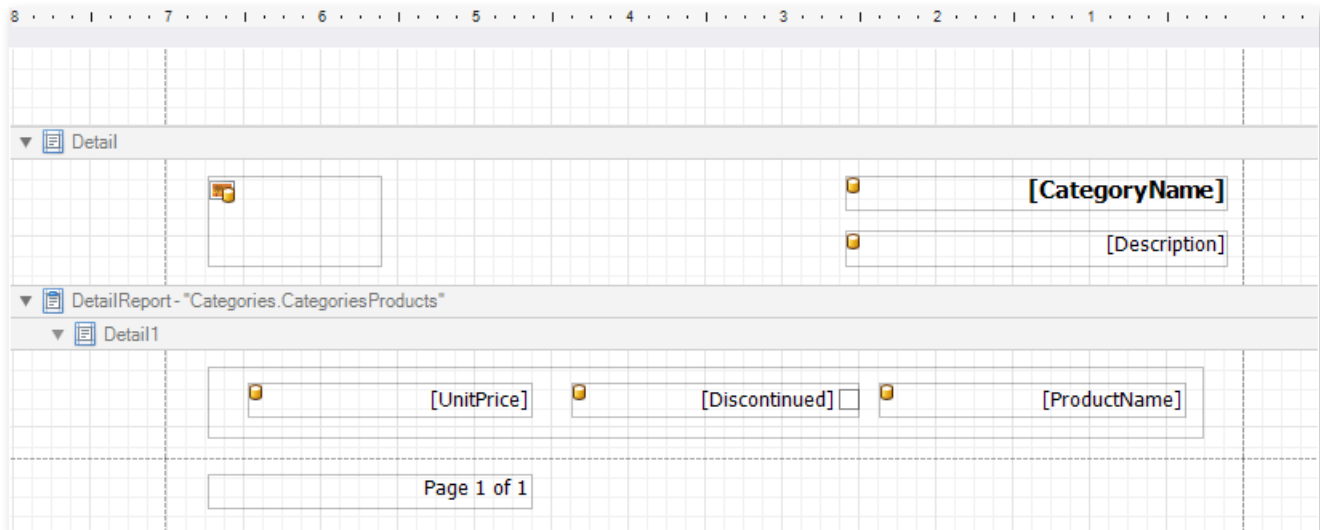 8 7 6 5 4 3 2 1
Detail
[CategoryName]
[Description]
DetailReport - "Categories.CategoriesProducts"
Detail1
[UnitPrice] [Discontinued] [ProductName]
Page 1 of 1